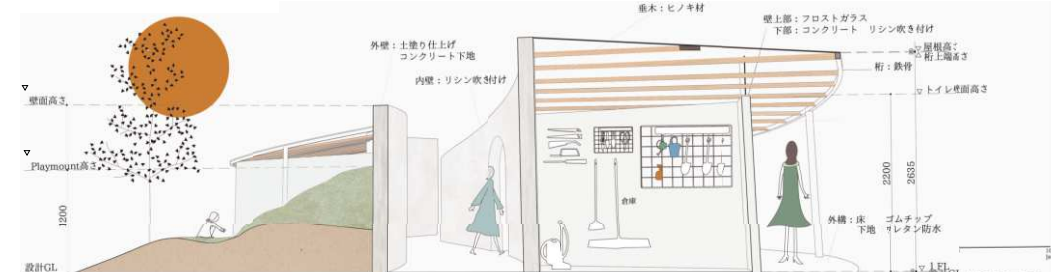 垂木：ヒノキ材
壁上部：フロストガラス
下部：コンクリート　リシン吹き付け
外壁：土塗り仕上げ
コンクリート下地
内壁：リシン吹き付け
屋根高さ
桁上端高さ
桁：鉄骨
壁面高さ
トイレ壁面高さ
Playmount高さ
1200
2200
2635
倉庫
外構：床　ゴムチップ
下地　ウレタン防水
設計GL
1FL